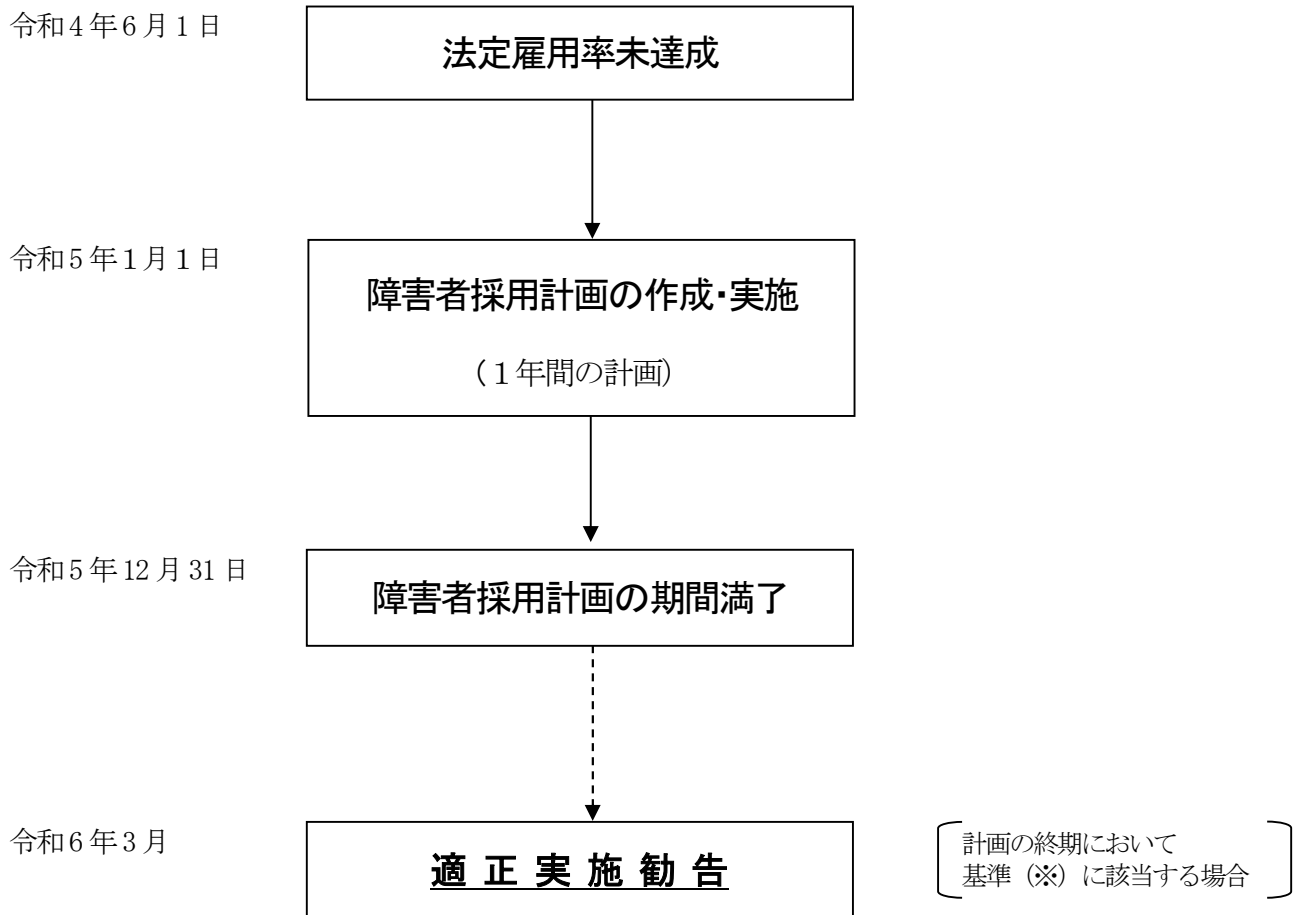 令和4年6月1日
法定雇用率未達成
令和5年1月1日
障害者採用計画の作成・実施
(1年間の計画)
令和5年12月31日
障害者採用計画の期間満了
令和6年3月
適正実施勧告
計画の終期において
基準(※)に該当する場合